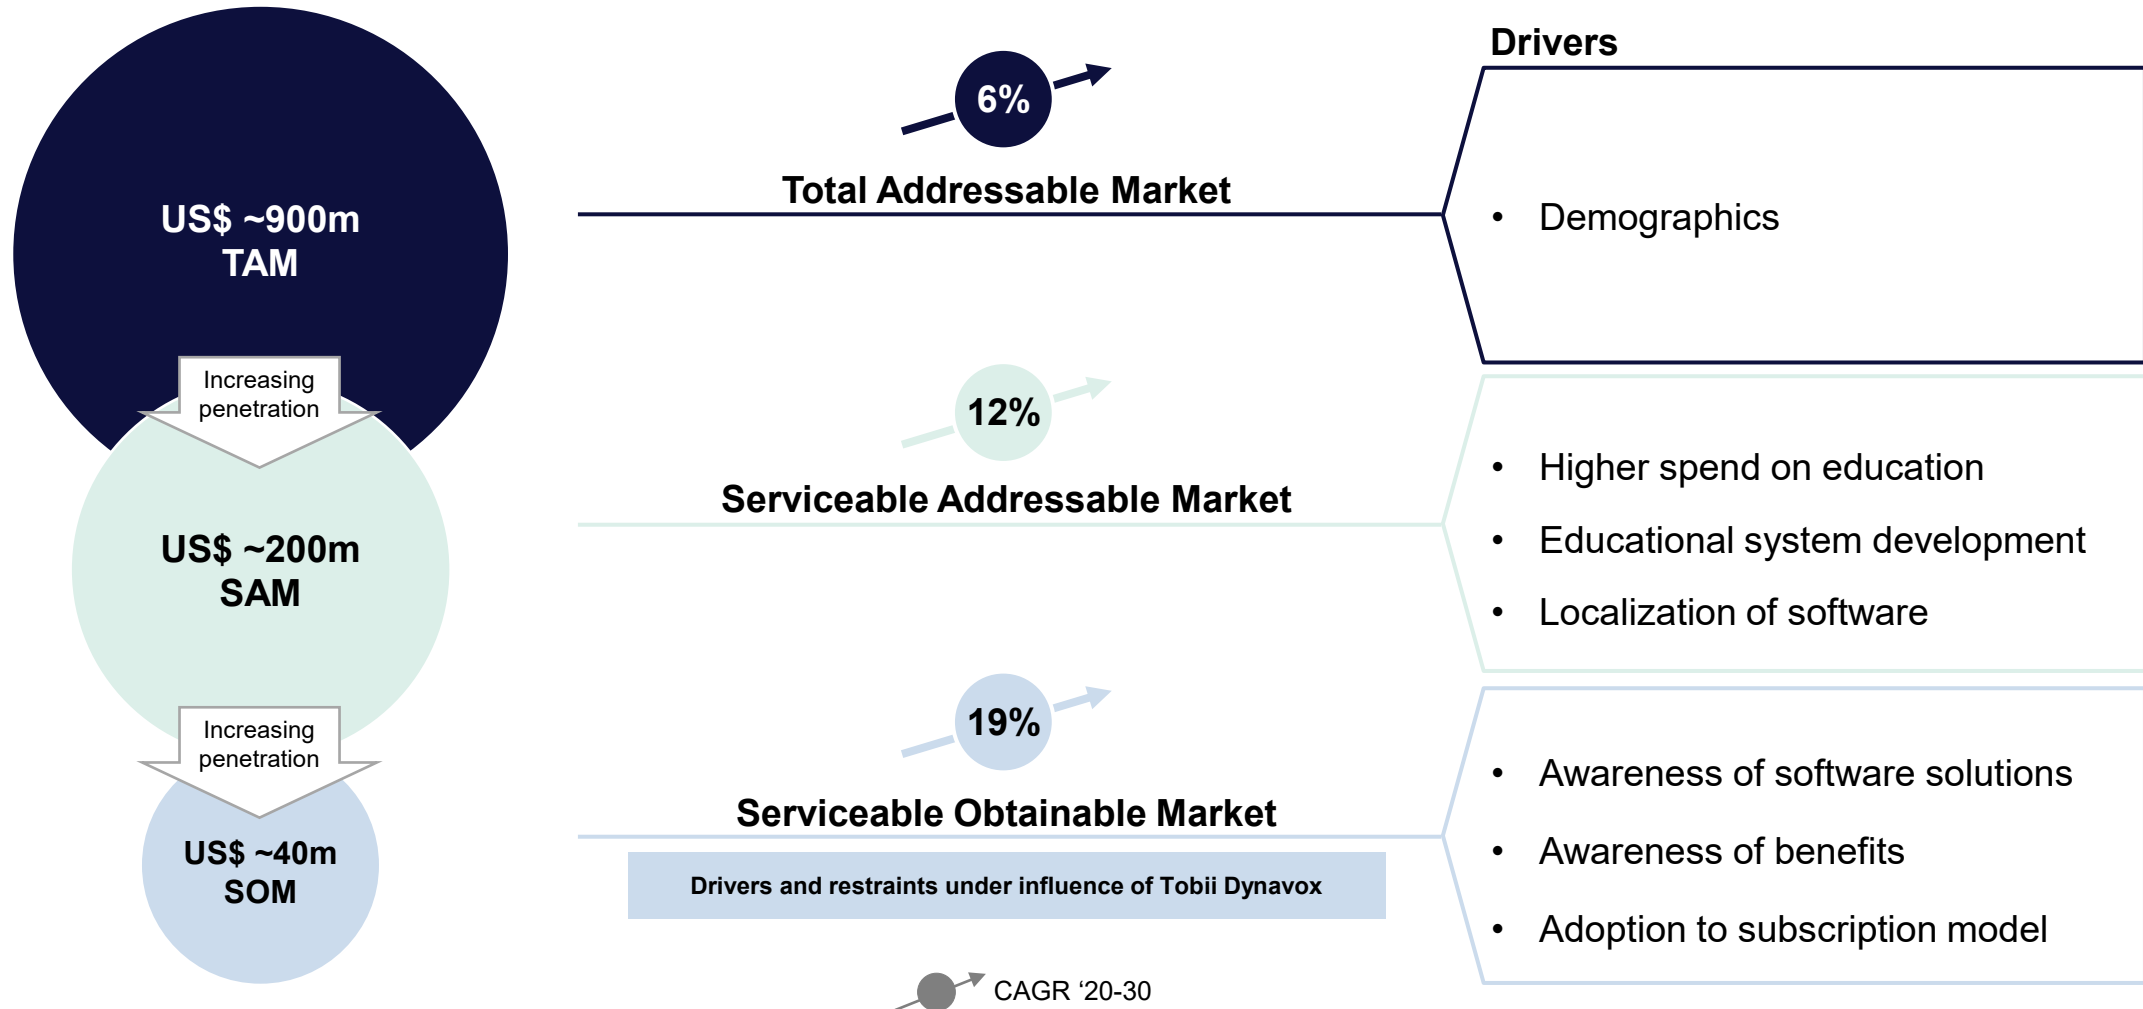 Drivers
6%
US$ ~900m
TAM
Total Addressable Market
• Demographics
Increasing
penetration
12%
US$ ~200m
SAM
Serviceable Addressable Market
• Higher spend on education
• Educational system development
• Localization of software
Increasing
penetration
19%
US$ ~40m
SOM
Serviceable Obtainable Market
Drivers and restraints under influence of Tobii Dynavox
• Awareness of software solutions
• Awareness of benefits
• Adoption to subscription model
CAGR ‘20-30